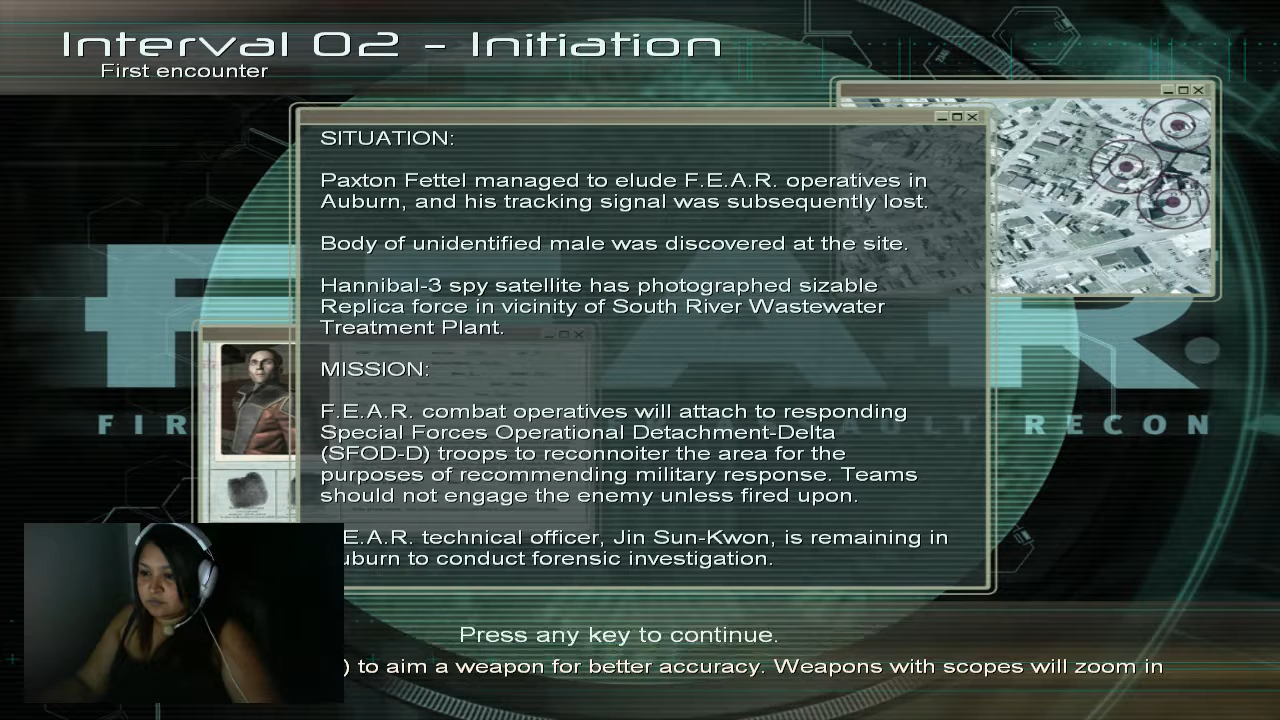 Interval 02 - Initiation
First encounter
SITUATION:
Paxton Fettel managed to elude F.E.A.R. operatives in
Auburn, and his tracking signal was subsequently lost.
Body of unidentified male was discovered at the site.
Hannibal-3 spy satellite has photographed sizable
Replica force in vicinity of South River Wastewater
Treatment Plant.
MISSION:
F.E.A.R. combat operatives will attach to responding
Special Forces Operational Detachment-Delta
(SFOD-D) troops to reconnoiter the area for the
purposes of recommending military response. Teams
should not engage the enemy unless fired upon.
E.A.R. technical officer, Jin Sun-Kwon, is remaining in
uburn to conduct forensic investigation.
F.E.A.R.
FIR
RECON
Press any key to continue.
) to aim a weapon for better accuracy. Weapons with scopes will zoom in